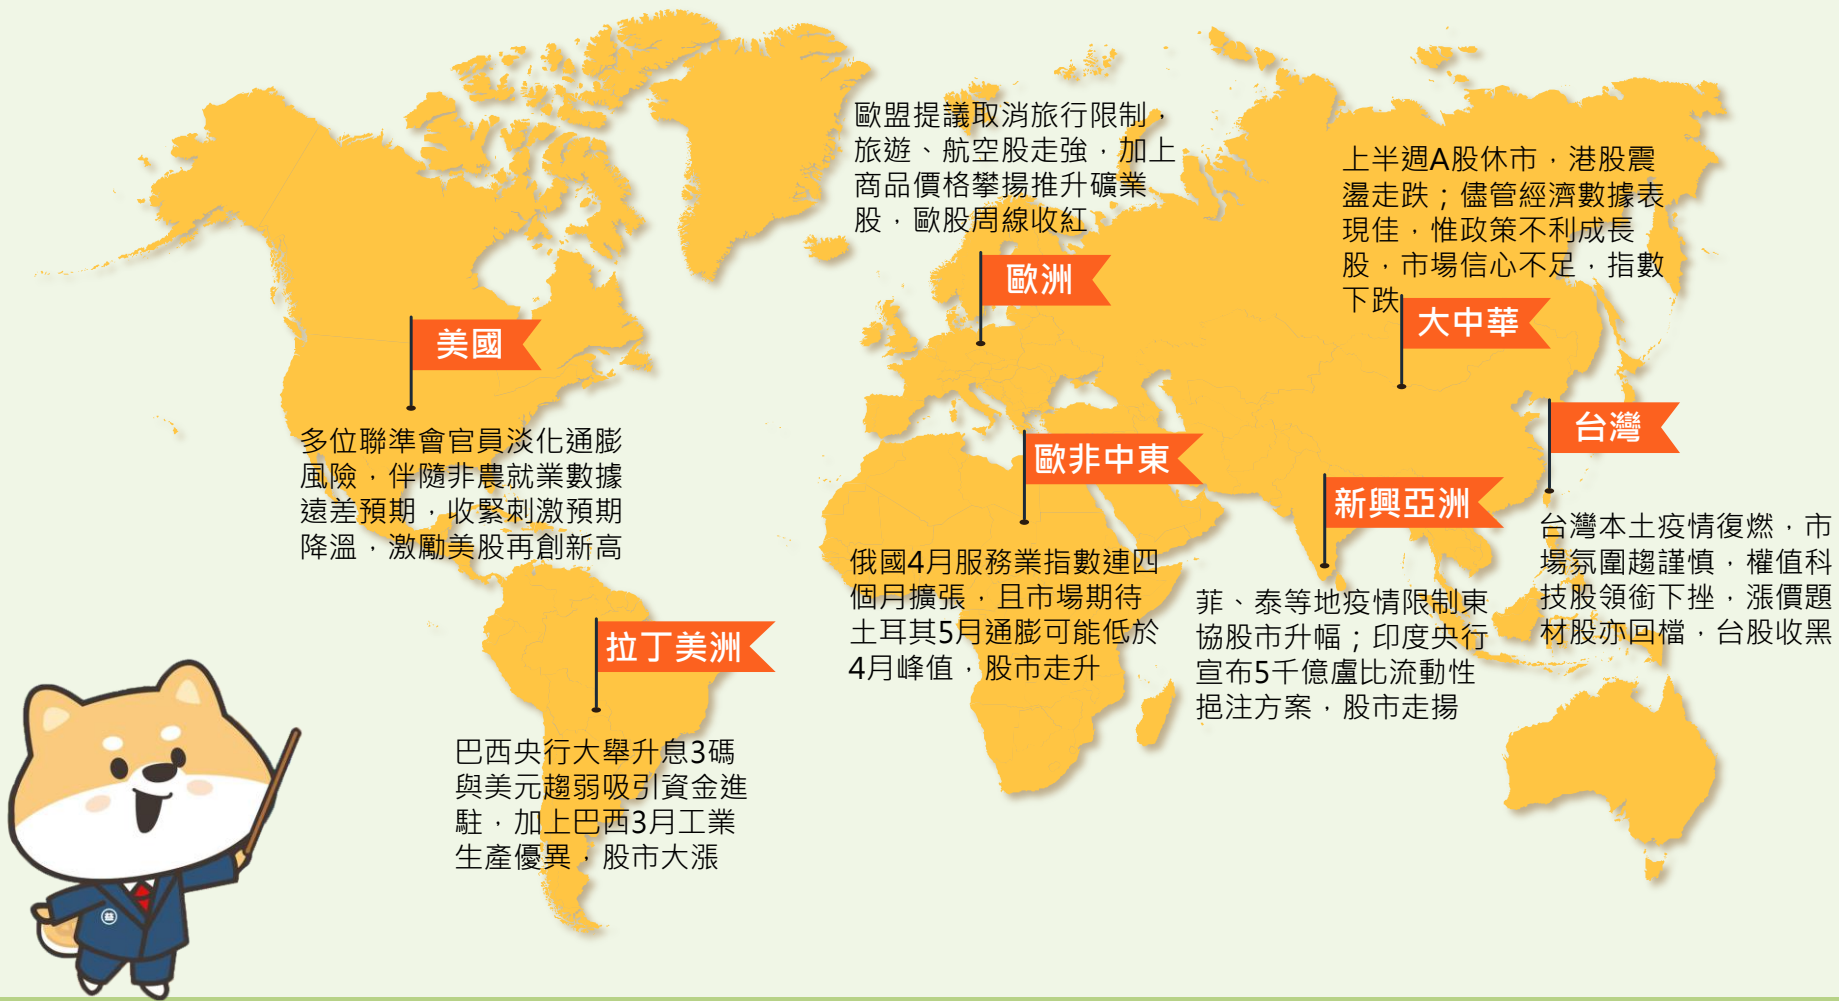 歐盟提議取消旅行限制，
旅遊、航空股走強，加上
商品價格攀揚推升礦業
股，歐股周線收紅
歐洲
上半週A股休市，港股震
盪走跌；儘管經濟數據表
現佳，惟政策不利成長
股，市場信心不足，指數
下跌
大中華
美國
多位聯準會官員淡化通膨
風險，伴隨非農就業數據
遠差預期，收緊刺激預期
降溫，激勵美股再創新高
台灣
台灣本土疫情復燃，市
場氛圍趨謹慎，權值科
技股領銜下挫，漲價題
材股亦回檔，台股收黑
歐非中東
俄國4月服務業指數連四
個月擴張，且市場期待
土耳其5月通膨可能低於
4月峰值，股市走升
新興亞洲
菲、泰等地疫情限制東
協股市升幅；印度央行
宣布5千億盧比流動性
挹注方案，股市走揚
拉丁美洲
巴西央行大舉升息3碼
與美元趨弱吸引資金進
駐，加上巴西3月工業
生產優異，股市大漲